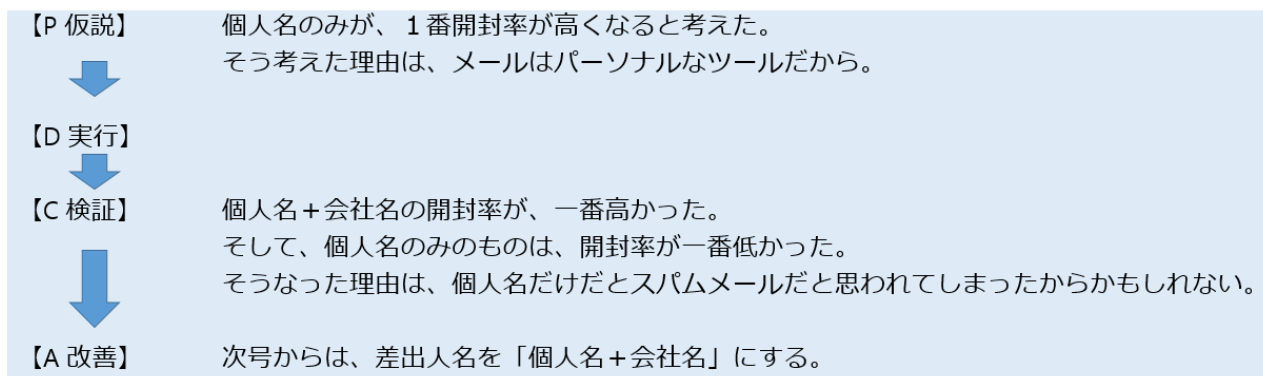 【P 仮説】 個人名のみが、１番開封率が高くなると考えた。
そう考えた理由は、メールはパーソナルなツールだから。
【D 実行】
【C 検証】 個人名＋会社名の開封率が、一番高かった。
そして、個人名のみのものは、開封率が一番低かった。
そうなった理由は、個人名だけだとスパムメールだと思われてしまったからかもしれない。
【A 改善】 次号からは、差出人名を「個人名＋会社名」にする。